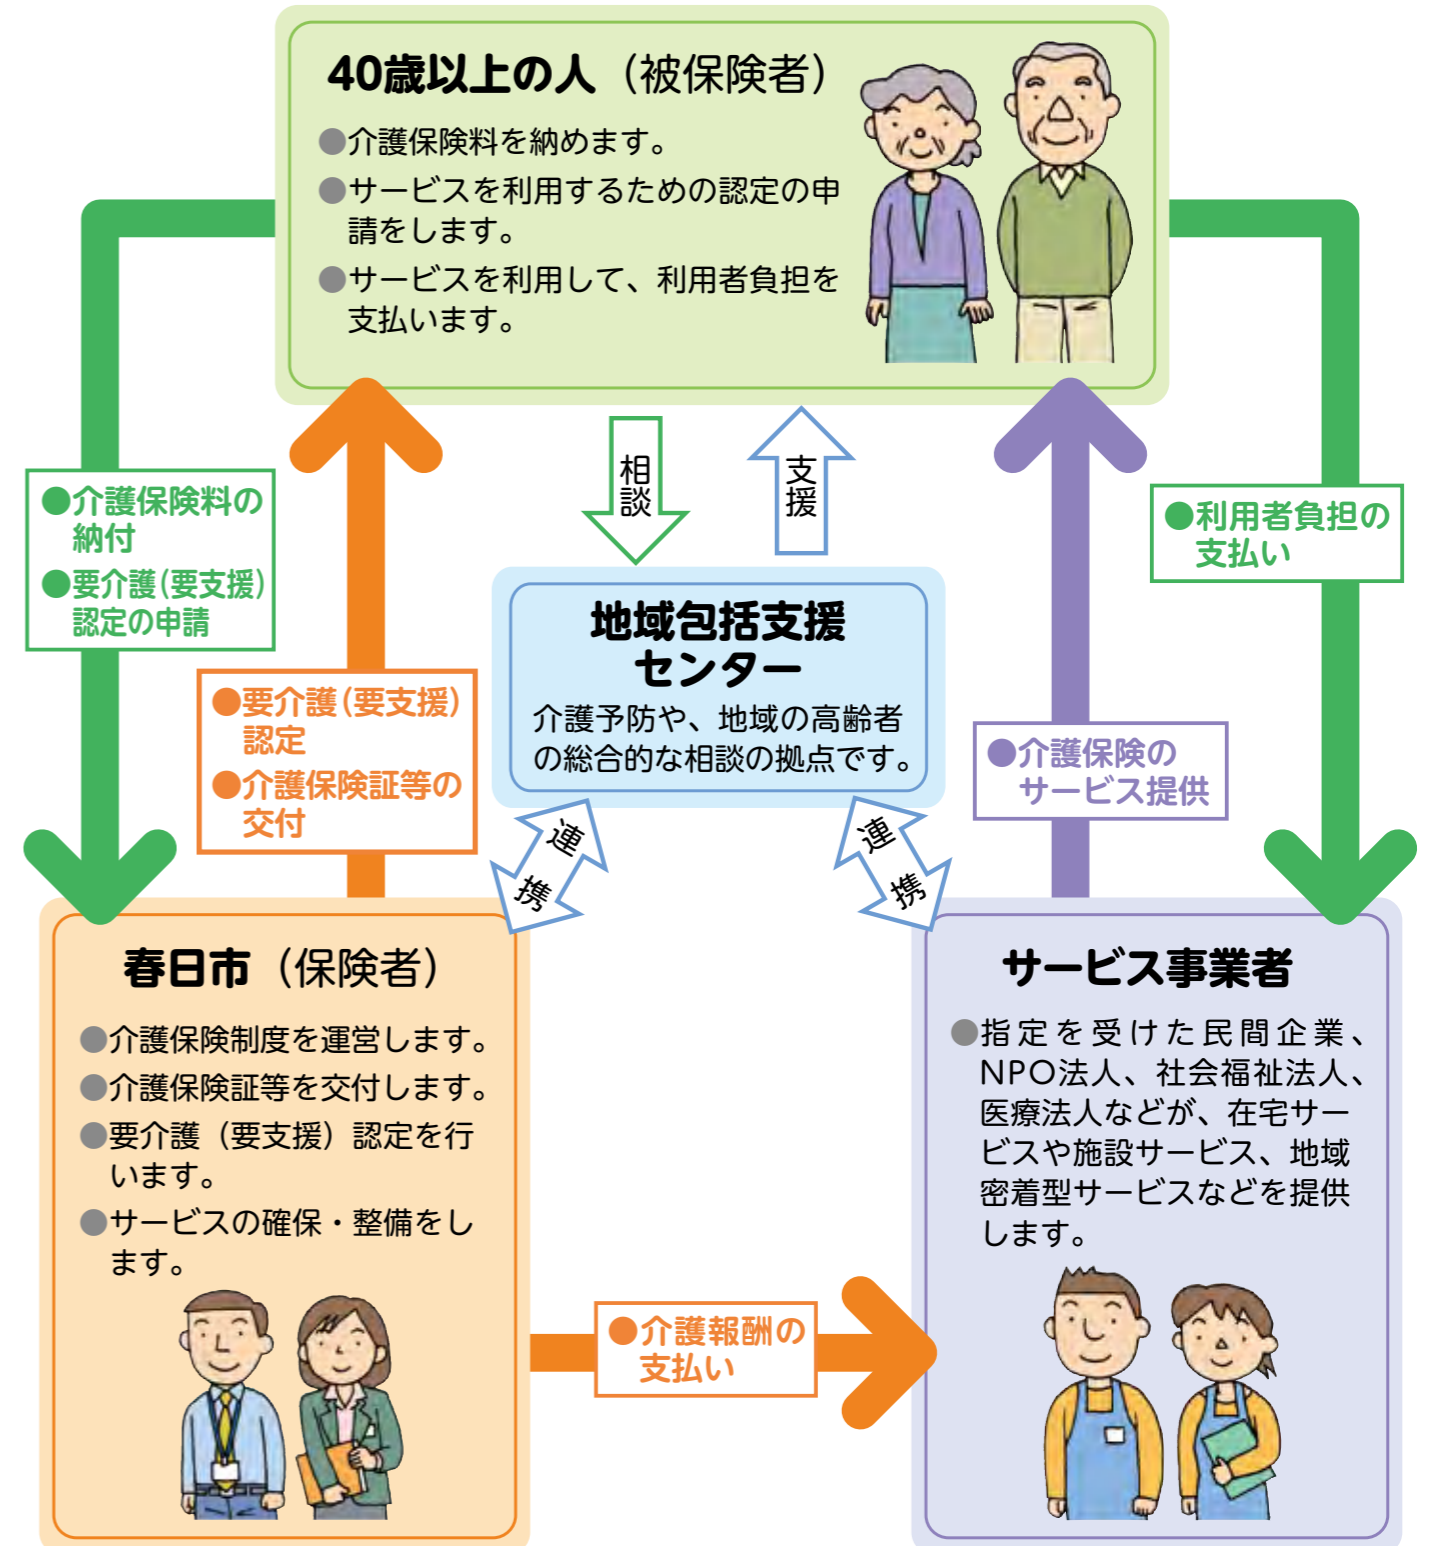 40歳以上の人（被保険者）
●介護保険料を納めます。
●サービスを利用するための認定の申
請をします。
●サービスを利用して、利用者負担を
支払います。
相談
支援
●介護保険料の
納付
●要介護（要支援）
認定の申請
●利用者負担の
支払い
地域包括支援
センター
介護予防や、地域の高齢者
の総合的な相談の拠点です。
●要介護（要支援）
認定
●介護保険証等の
交付
●介護保険の
サービス提供
連携
連携
春日市（保険者）
●介護保険制度を運営します。
●介護保険証等を交付します。
●要介護（要支援）認定を行
います。
●サービスの確保・整備をし
ます。
サービス事業者
●指定を受けた民間企業、
NPO法人、社会福祉法人、
医療法人などが、在宅サー
ビスや施設サービス、地域
密着型サービスなどを提供
します。
●介護報酬の
支払い